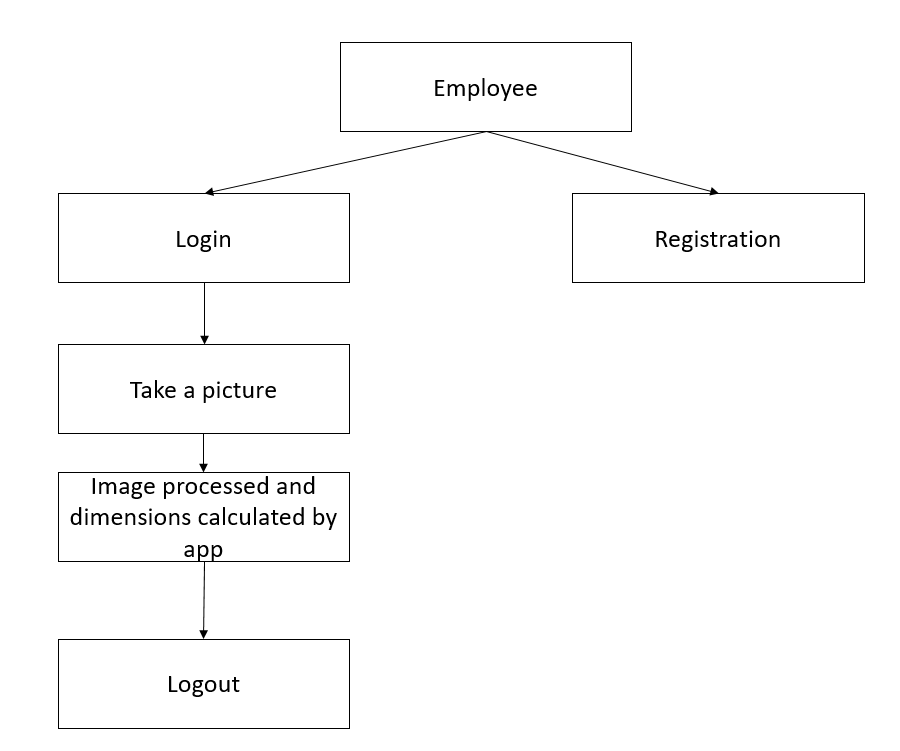 Employee
Login
Registration
Take a picture
Image processed and
dimensions calculated by
app
Logout